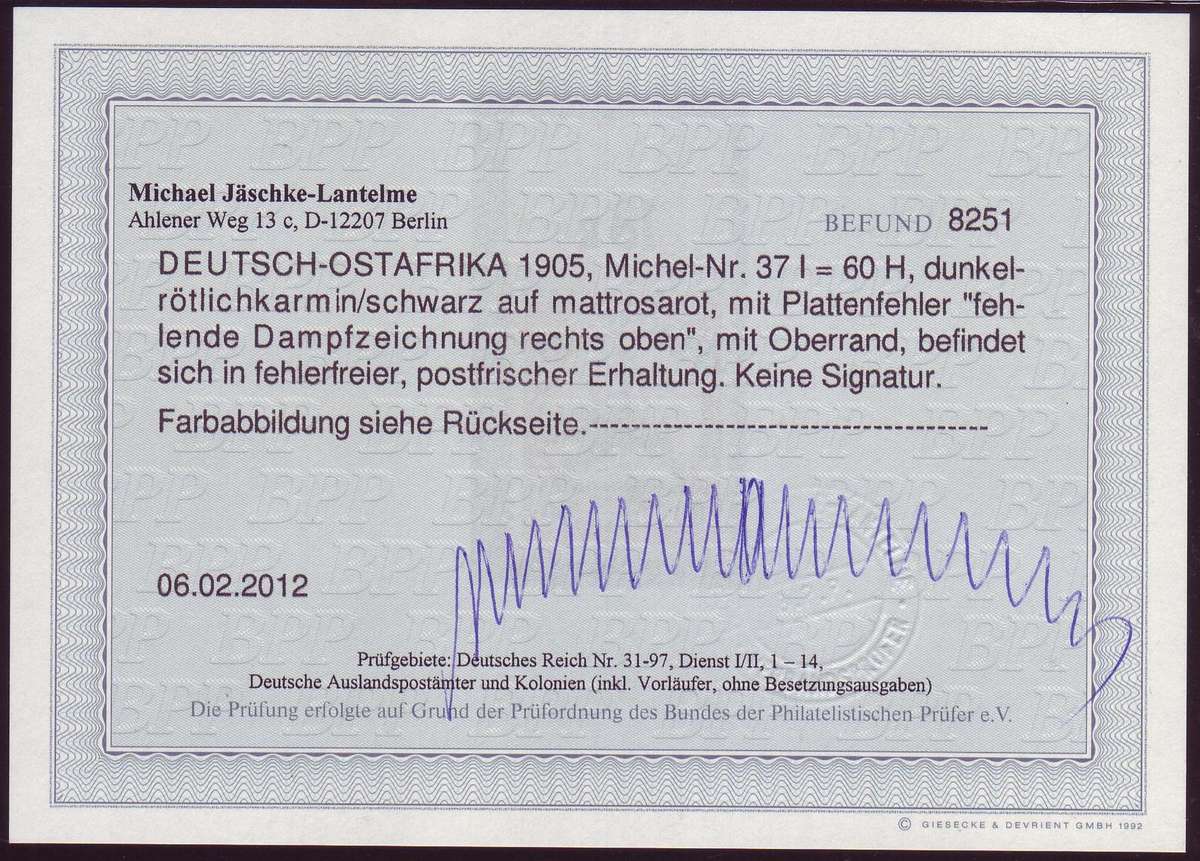 Michael Jäschke-Lantelme
Ahlener Weg 13 c, D-12207 Berlin
BEFUND 8251
DEUTSCH-OSTAFRIKA 1905, Michel-Nr. 37 I = 60 H, dunkel-
rötlichkarmin/schwarz auf mattrosarot, mit Plattenfehler "feh-
lende Dampfzeichnung rechts oben", mit Oberrand, befindet
sich in fehlerfreier, postfrischer Erhaltung. Keine Signatur.
Farbabbildung siehe Rückseite.-------------------------------------
06.02.2012
Prüfgebiete: Deutsches Reich Nr. 31-97, Dienst I/II, 1 – 14,
Deutsche Auslandspostämter und Kolonien (inkl. Vorläufer, ohne Besetzungsausgaben)
Die Prüfung erfolgte auf Grund der Prüfordnung des Bundes der Philatelistischen Prüfer e.V.
© GIESECKE & DEVRIENT GMBH 1992